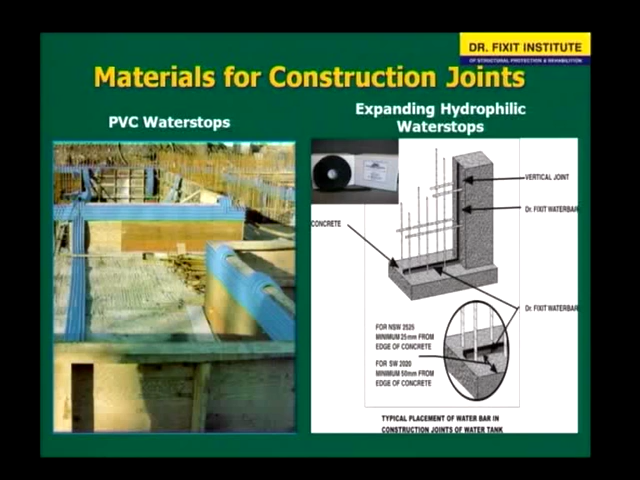 DR. FIXIT INSTITUTE
OF STRUCTURAL PROTECTION & REHABILITATION
Materials for Construction Joints
PVC Waterstops
Expanding Hydrophilic
Waterstops
VERTICAL JOINT
Dr. FIXIT WATERBAR
CONCRETE
Dr. FIXIT WATERBAR
FOR NSW 2525
MINIMUM 25mm FROM
EDGE OF CONCRETE
FOR SW 2020
MINIMUM 50mm FROM
EDGE OF CONCRETE
TYPICAL PLACEMENT OF WATER BAR IN
CONSTRUCTION JOINTS OF WATER TANK